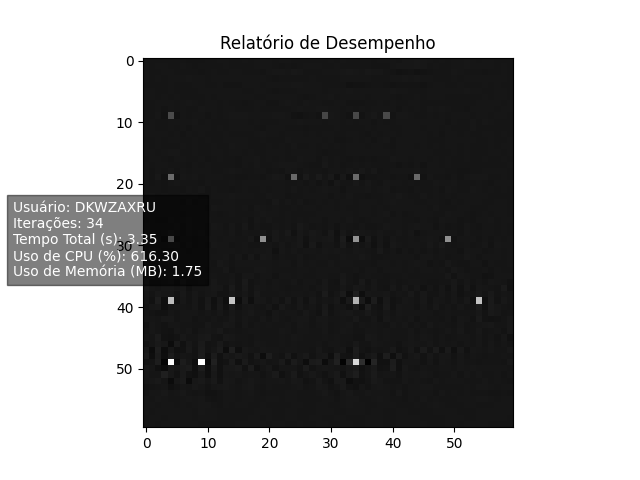 Relatório de Desempenho
0
10
20
30
40
50
Usuário: DKWZAXRU
Iterações: 34
Tempo Total (s): 3.35
Uso de CPU (%): 616.30
Uso de Memória (MB): 1.75
0 10 20 30 40 50